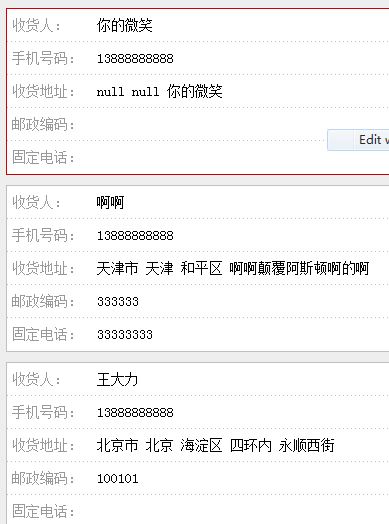 收货人： 你的微笑
手机号码： 13888888888
收货地址： null null 你的微笑
邮政编码：
Edit
固定电话：
收货人： 啊啊
手机号码： 13888888888
收货地址： 天津市 天津 和平区 啊啊颠覆阿斯顿啊的啊
邮政编码： 333333
固定电话： 33333333
收货人： 王大力
手机号码： 13888888888
收货地址： 北京市 北京 海淀区 四环内 永顺西街
邮政编码： 100101
固定电话：